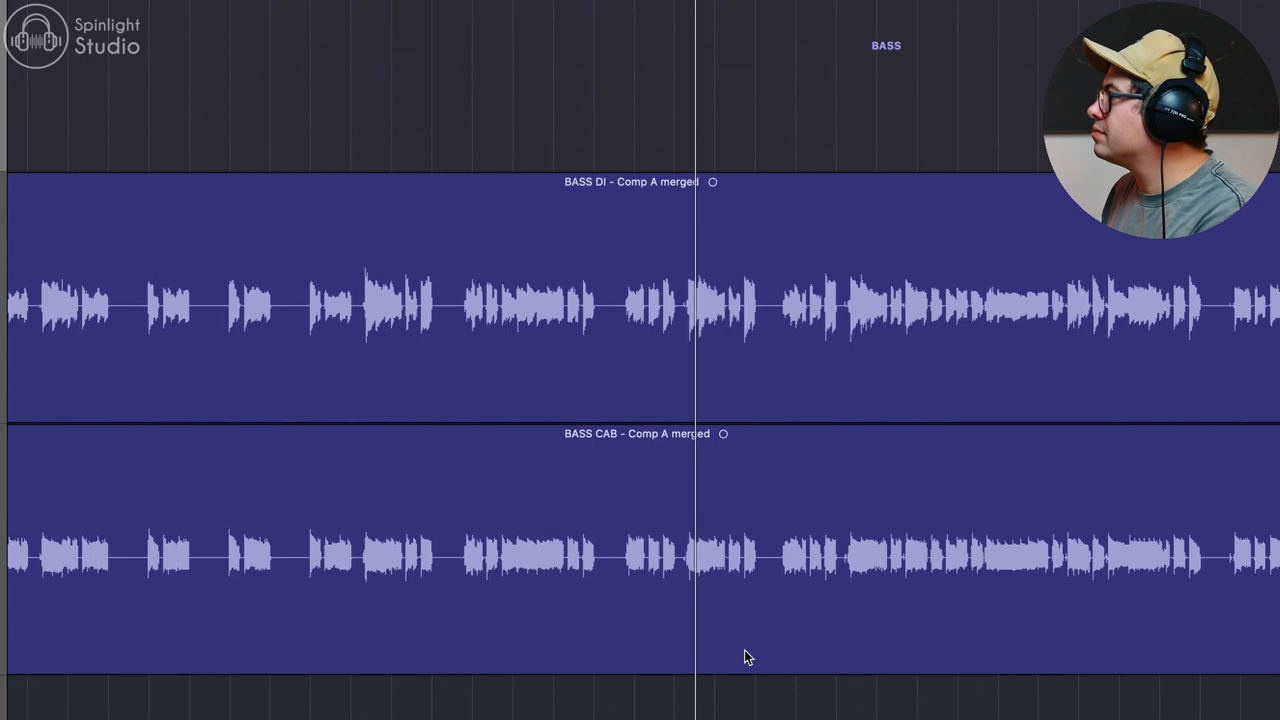 Spinlight
Studio
BASS
BASS DI - Comp A merged
BASS CAB - Comp A merged